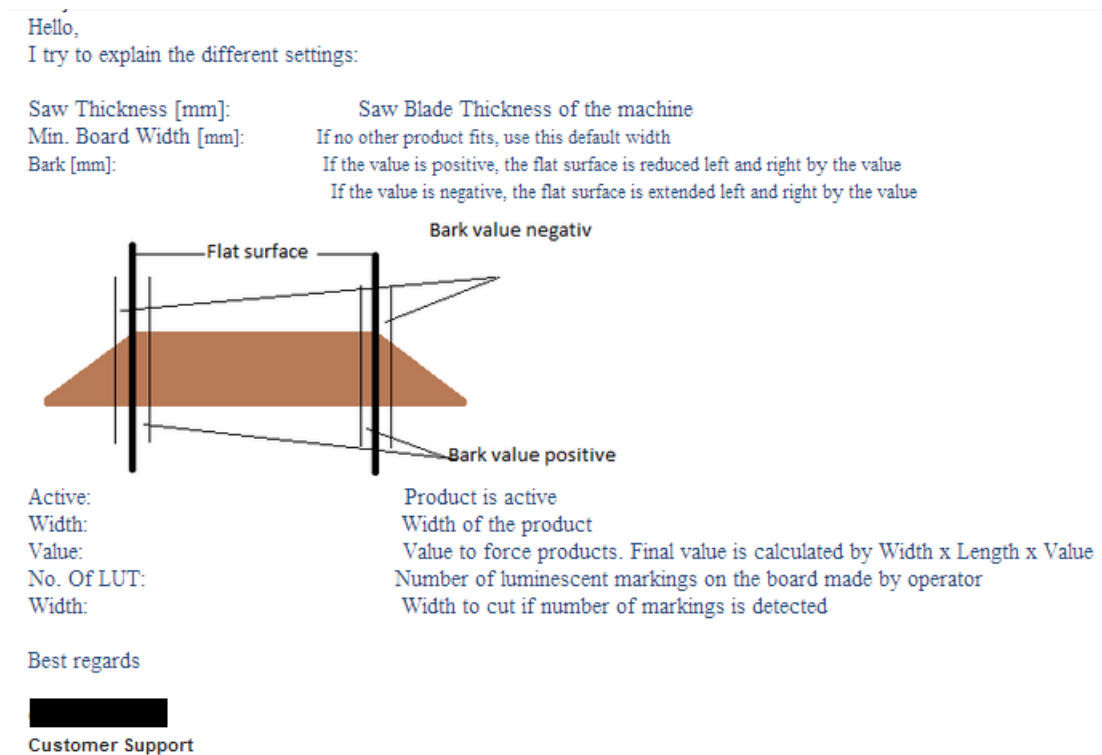 Hello,
I try to explain the different settings:
Saw Thickness [mm]: Saw Blade Thickness of the machine
Min. Board Width [mm]: If no other product fits, use this default width
Bark [mm]: If the value is positive, the flat surface is reduced left and right by the value
If the value is negative, the flat surface is extended left and right by the value
Bark value negativ
Flat surface
Bark value positive
Active: Product is active
Width: Width of the product
Value: Value to force products. Final value is calculated by Width x Length x Value
No. Of LUT: Number of luminescent markings on the board made by operator
Width: Width to cut if number of markings is detected
Best regards
Customer Support